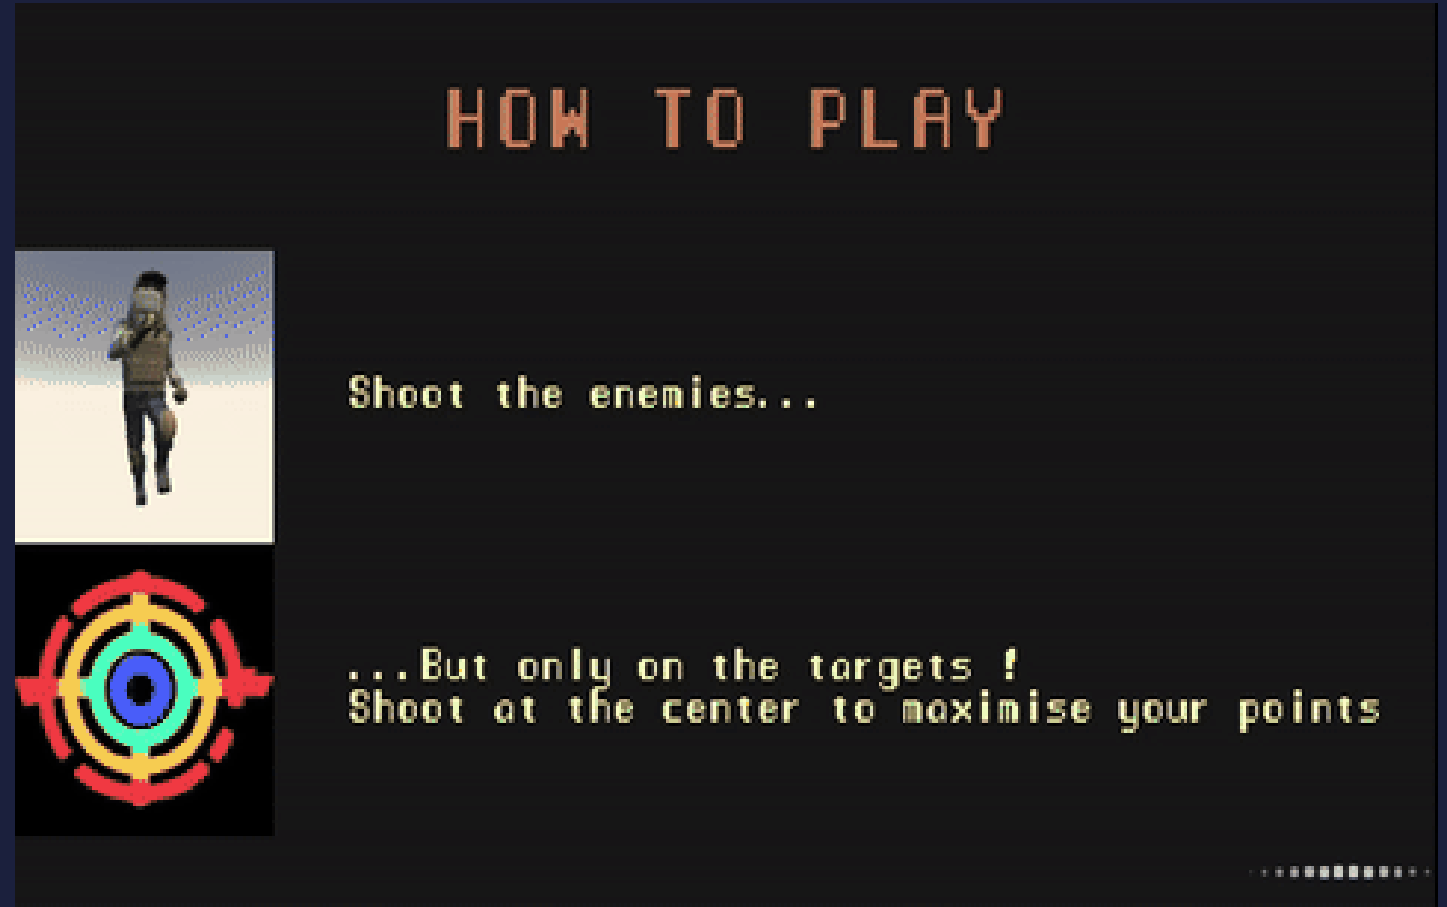 HOW TO PLAY
Shoot the enemies...
...But only on the targets !
Shoot at the center to maximise your points